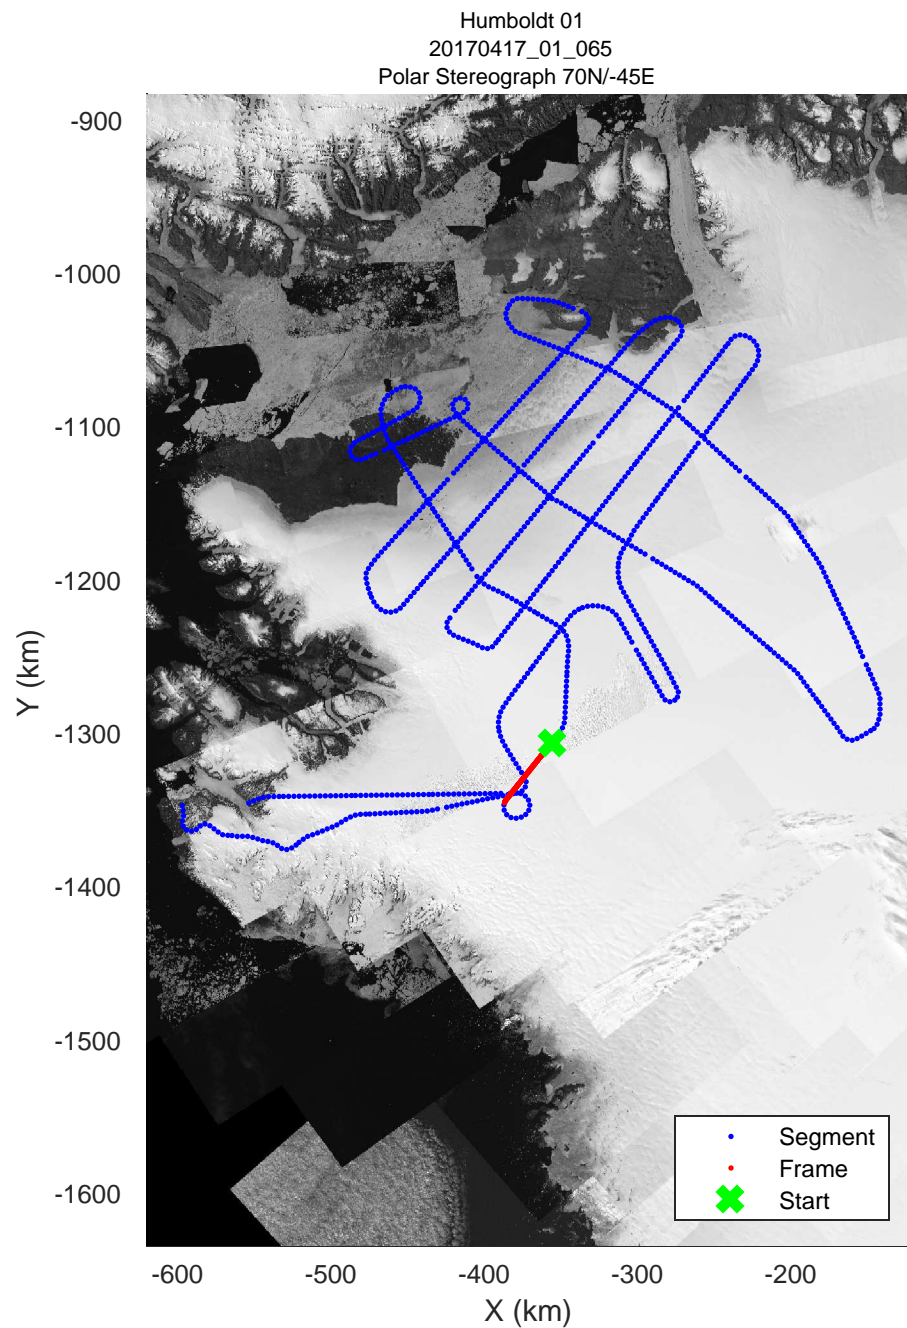 Humboldt 01
20170417_01_065
Polar Stereograph 70N/-45E
-900
-1000
-1100
-1200
-1300
-1400
-1500
-1600
Y (km)
Segment
Frame
Start
-600 -500 -400 -300 -200
X (km)